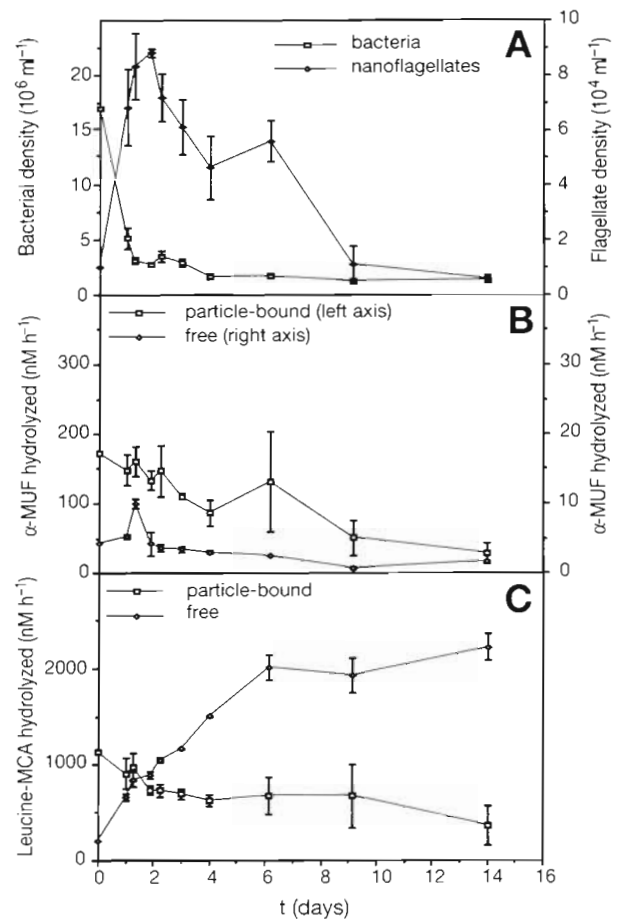 A
bacteria
nanoflagellates
Bacterial density (10⁶ ml⁻¹)
20
15
10
5
0
Flagellate density (10⁴ ml⁻¹)
10
8
6
4
2
0
B
particle-bound (left axis)
free (right axis)
α-MUF hydrolyzed (nM h⁻¹)
300
200
100
0
α-MUF hydrolyzed (nM h⁻¹)
30
20
10
0
C
particle-bound
free
Leucine-MCA hydrolyzed (nM h⁻¹)
2000
1000
0
0 2 4 6 8 10 12 14 16
t (days)